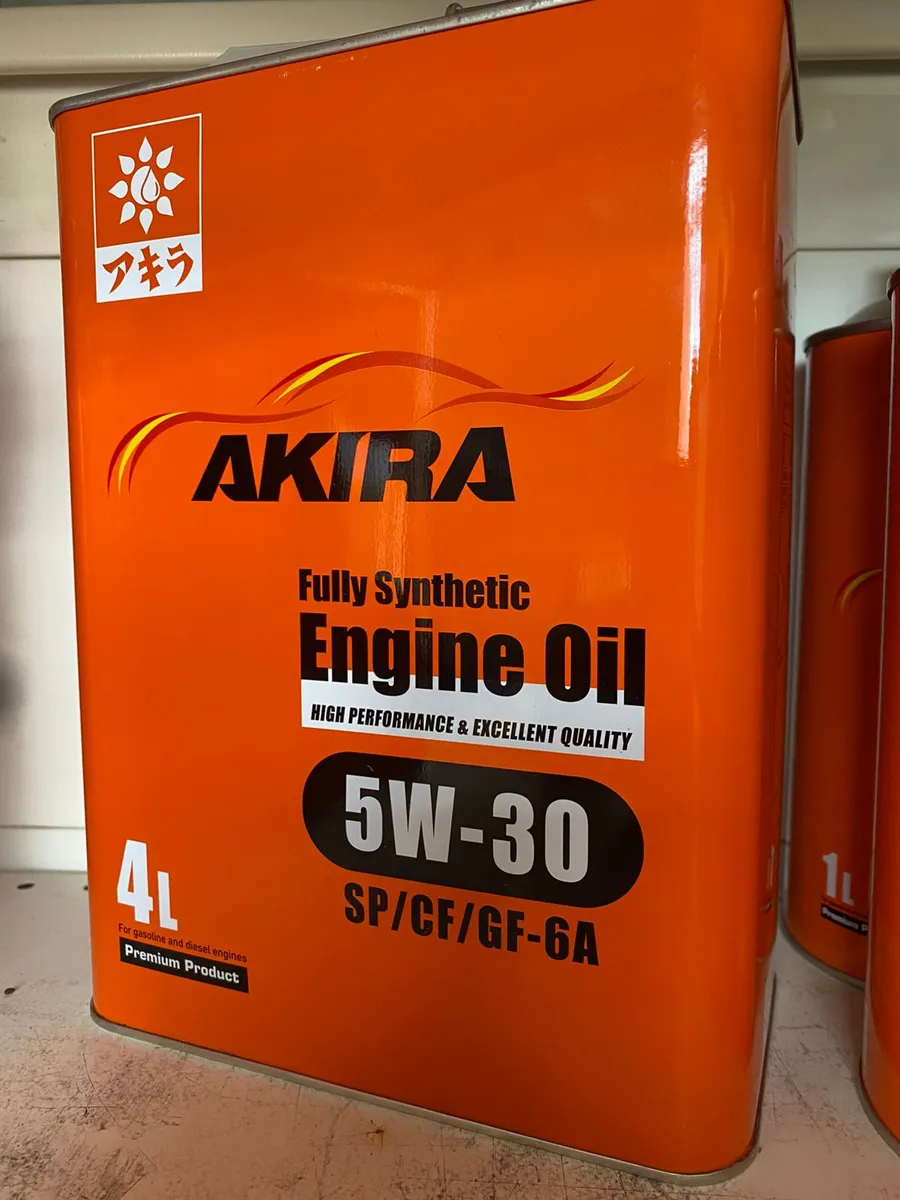 アキラ
AKIRA
Fully Synthetic
Engine Oil
HIGH PERFORMANCE & EXCELLENT QUALITY
5W-30
SP/CF/GF-6A
4L
For gasoline and diesel engines
Premium Product
1L
Premium